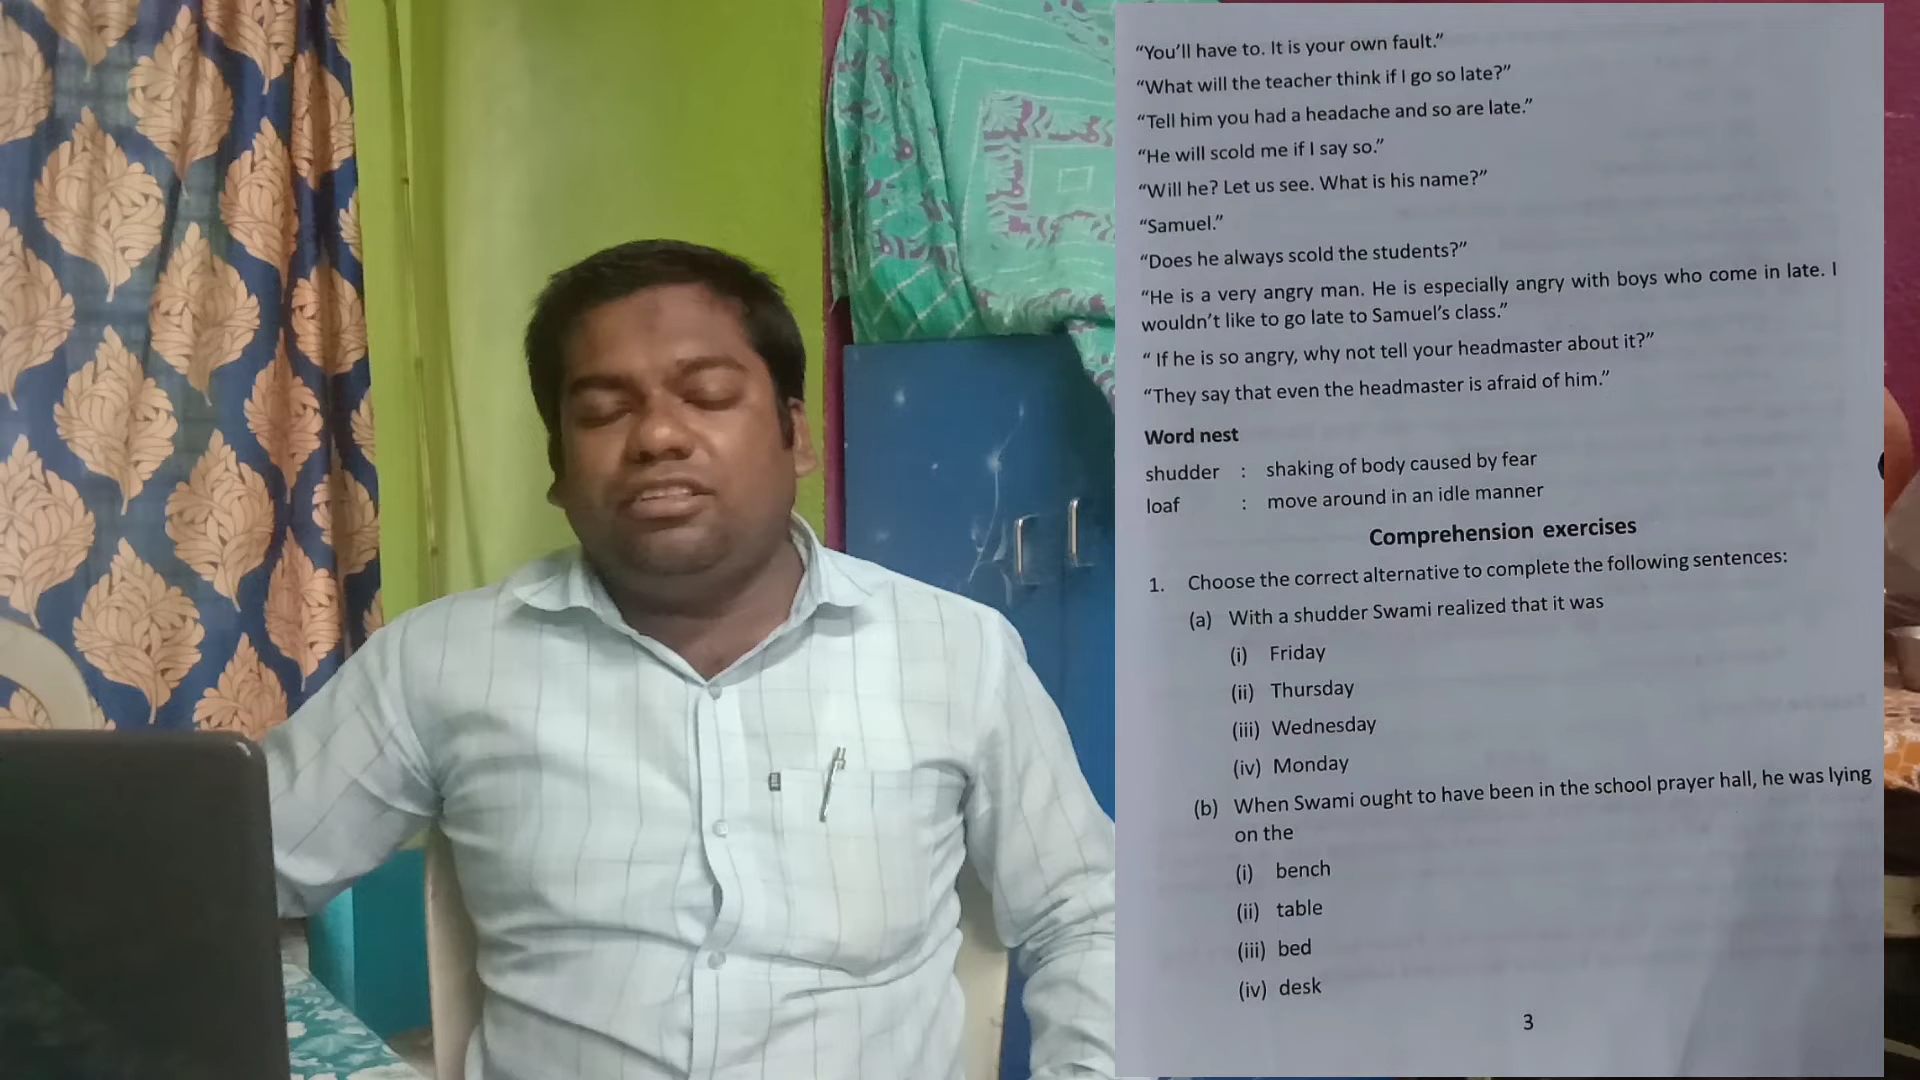 “You’ll have to. It is your own fault.”
“What will the teacher think if I go so late?”
“Tell him you had a headache and so are late.”
“He will scold me if I say so.”
“Will he? Let us see. What is his name?”
“Samuel.”
“Does he always scold the students?”
“He is a very angry man. He is especially angry with boys who come in late. I
wouldn’t like to go late to Samuel’s class.”
“ If he is so angry, why not tell your headmaster about it?”
“They say that even the headmaster is afraid of him.”
Word nest
shudder : shaking of body caused by fear
loaf : move around in an idle manner
Comprehension exercises
1. Choose the correct alternative to complete the following sentences:
(a) With a shudder Swami realized that it was
(i) Friday
(ii) Thursday
(iii) Wednesday
(iv) Monday
(b) When Swami ought to have been in the school prayer hall, he was lying
on the
(i) bench
(ii) table
(iii) bed
(iv) desk
3